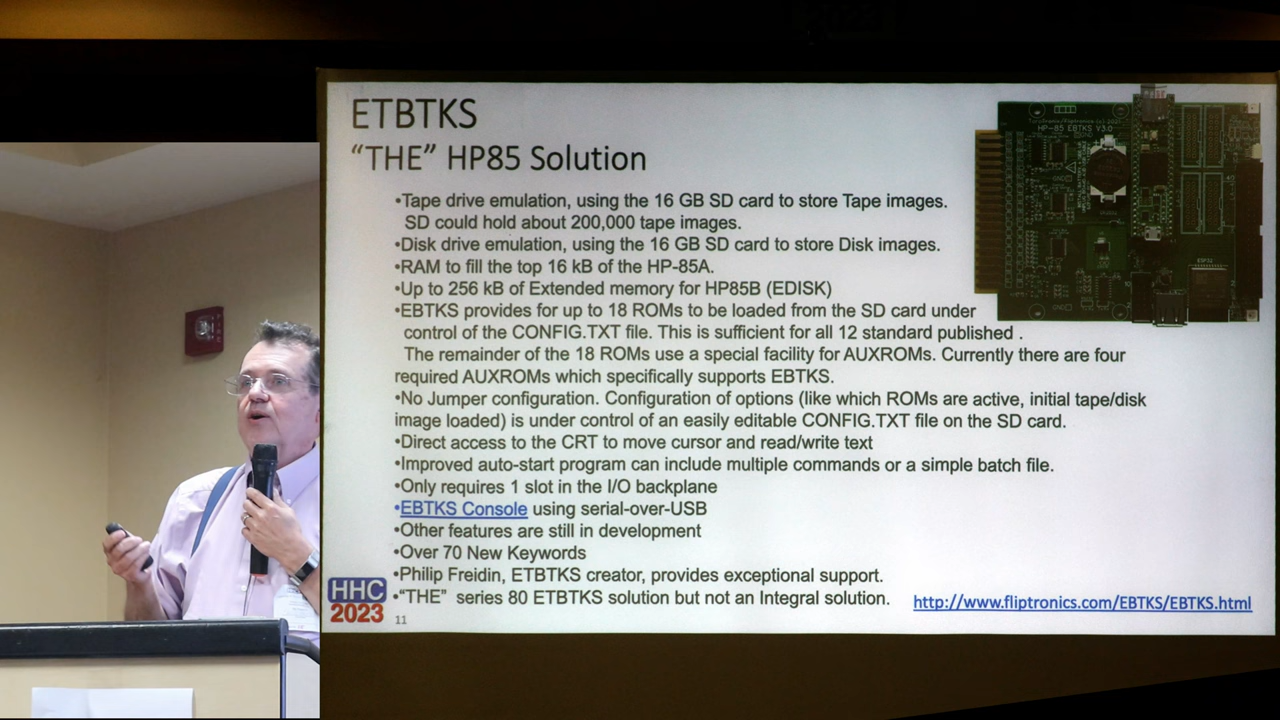 ETBTKS
“THE” HP85 Solution
•Tape drive emulation, using the 16 GB SD card to store Tape images.
SD could hold about 200,000 tape images.
•Disk drive emulation, using the 16 GB SD card to store Disk images.
•RAM to fill the top 16 kB of the HP-85A.
•Up to 256 kB of Extended memory for HP85B (EDISK)
•EBTKS provides for up to 18 ROMs to be loaded from the SD card under
control of the CONFIG.TXT file. This is sufficient for all 12 standard published .
The remainder of the 18 ROMs use a special facility for AUXROMs. Currently there are four
required AUXROMs which specifically supports EBTKS.
•No Jumper configuration. Configuration of options (like which ROMs are active, initial tape/disk
image loaded) is under control of an easily editable CONFIG.TXT file on the SD card.
•Direct access to the CRT to move cursor and read/write text
•Improved auto-start program can include multiple commands or a simple batch file.
•Only requires 1 slot in the I/O backplane
•EBTKS Console using serial-over-USB
•Other features are still in development
•Over 70 New Keywords
•Philip Freidin, ETBTKS creator, provides exceptional support.
•“THE” series 80 ETBTKS solution but not an Integral solution.
http://www.fliptronics.com/EBTKS/EBTKS.html
HHC
2023
11
HP-85 EBTKS V3.0
ESP32
FIRE